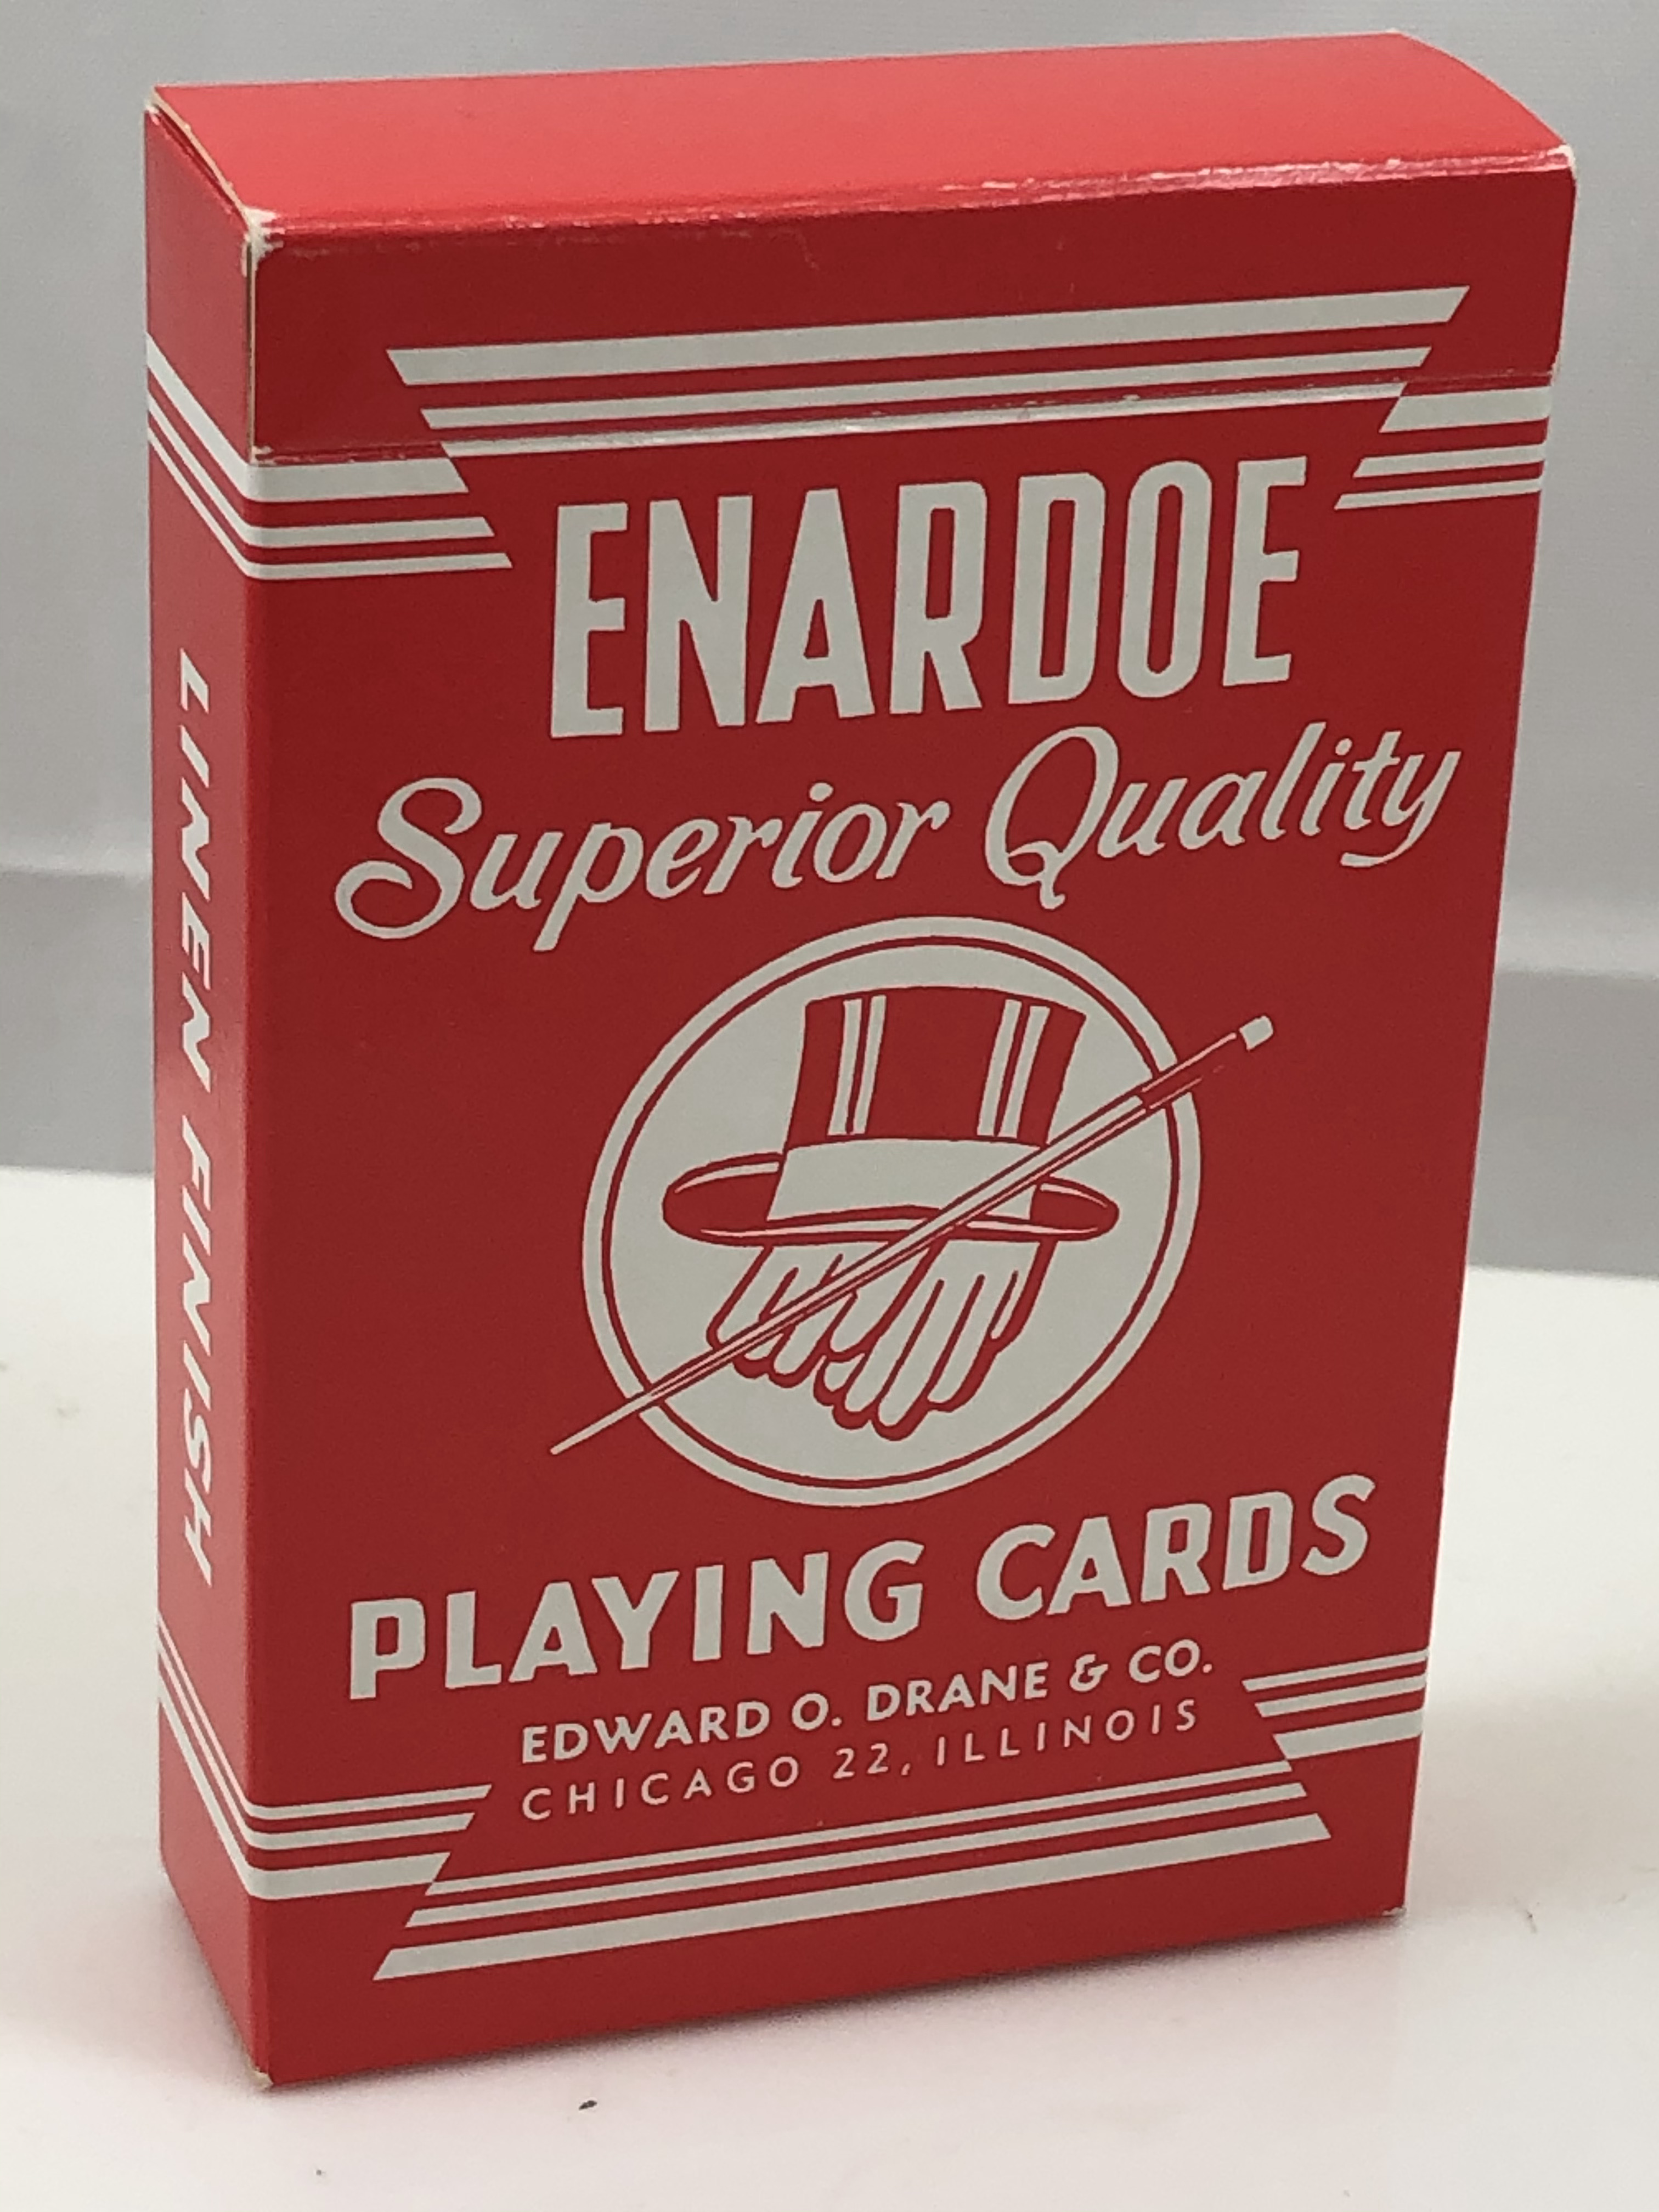 ENARDOE
Superior Quality
PLAYING CARDS
EDWARD O. DRANE & CO.
CHICAGO 22, ILLINOIS
LINEN FINISH